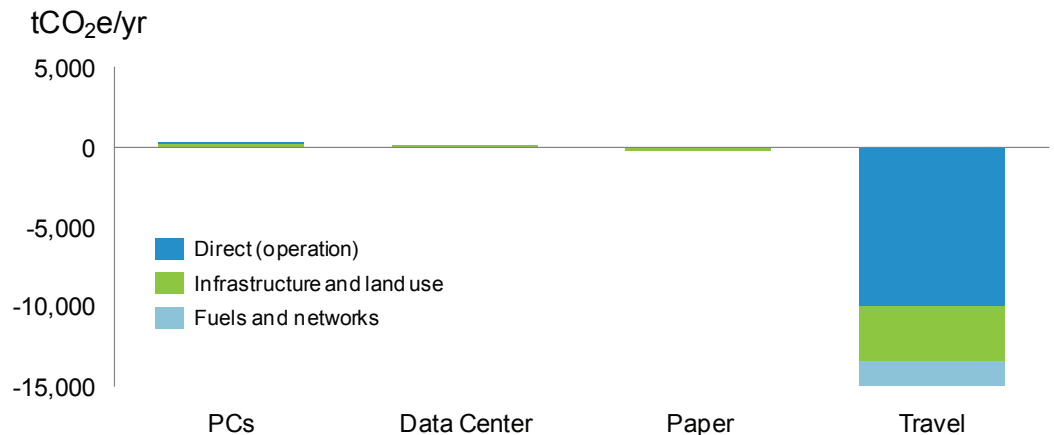 tCO₂e/yr
5,000
0
-5,000
Direct (operation)
Infrastructure and land use
-10,000
Fuels and networks
-15,000
PCs Data Center Paper Travel